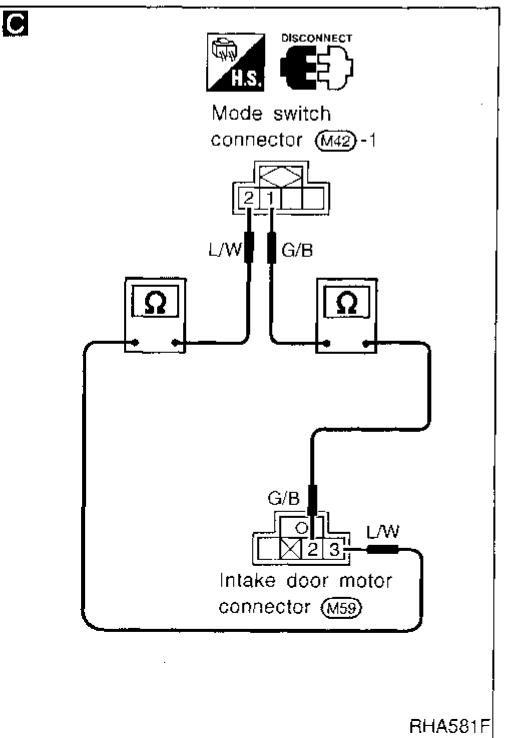 C
DISCONNECT
H.S.
Mode switch
connector M42-1
2 1
L/W G/B
Ω Ω
G/B
L/W
2 3
Intake door motor
connector M59
RHA581F